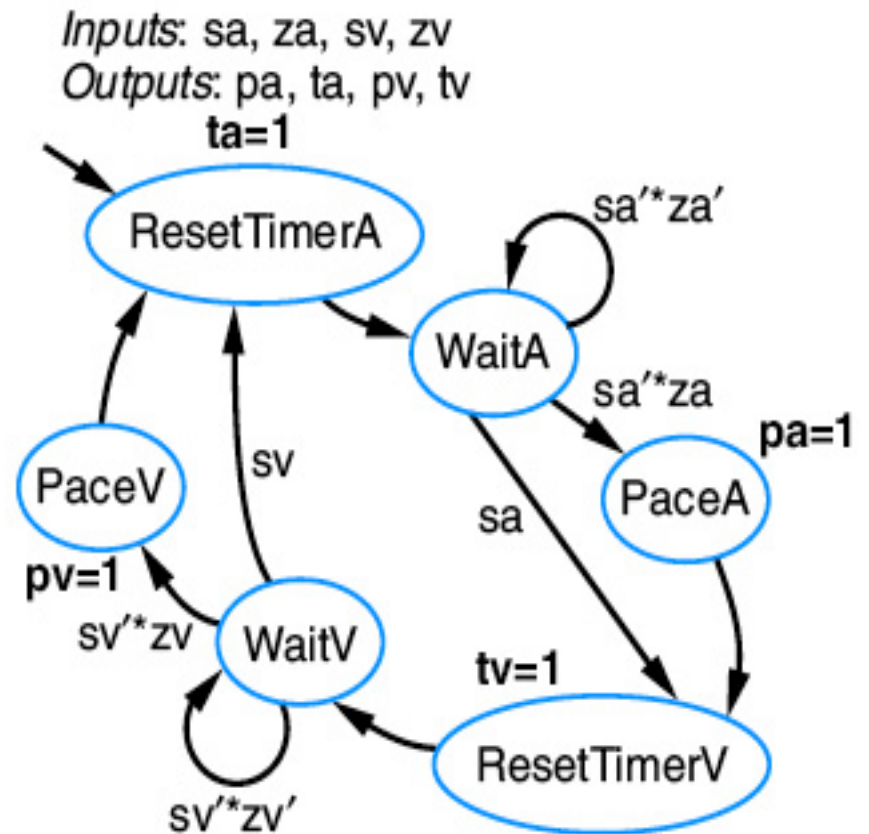 Inputs: sa, za, sv, zv
Outputs: pa, ta, pv, tv
ta=1
ResetTimerA
sa′*za′
WaitA
sa′*za
pa=1
PaceA
sa
sv
PaceV
pv=1
sv′*zv
WaitV
tv=1
ResetTimerV
sv′*zv′